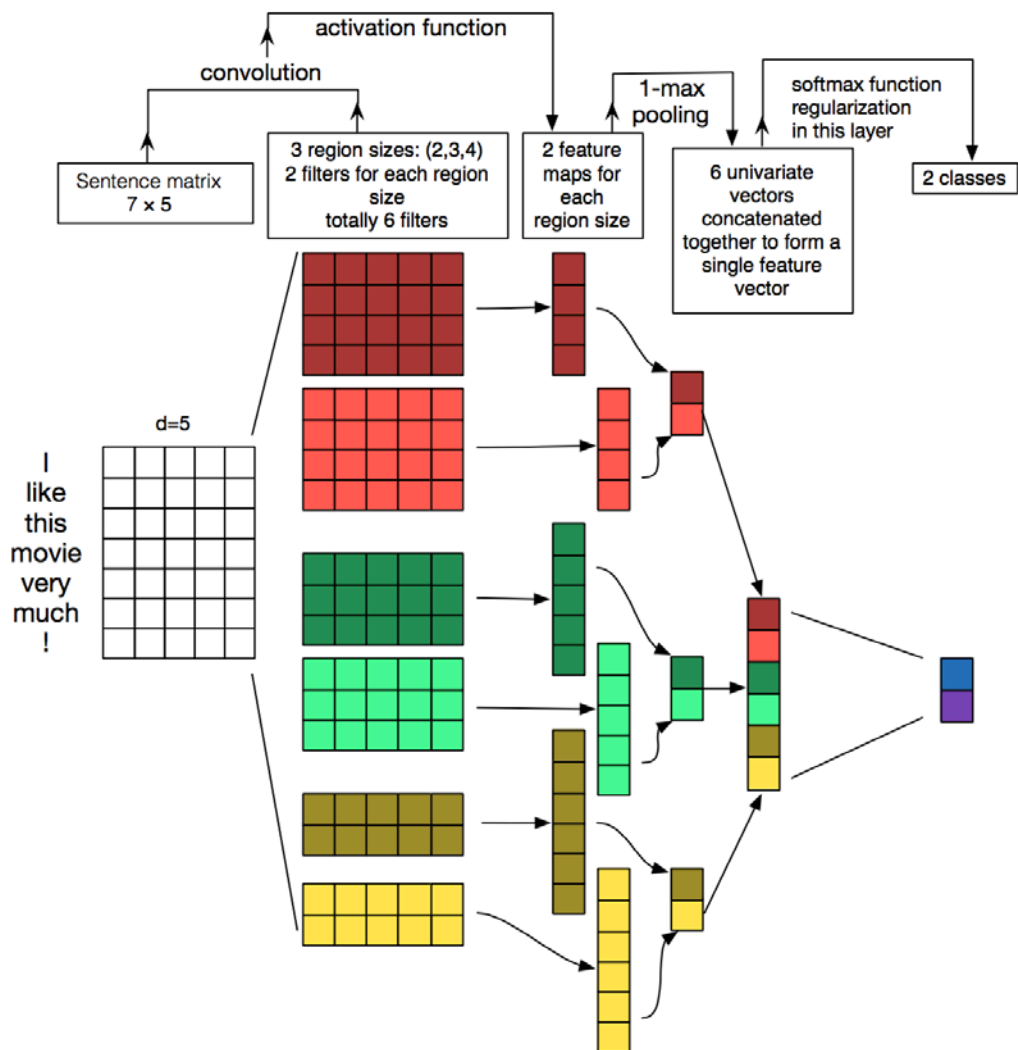 activation function
convolution
1-max
pooling
softmax function
regularization
in this layer
Sentence matrix
7 × 5
3 region sizes: (2,3,4)
2 filters for each region
size
totally 6 filters
2 feature
maps for
each
region size
6 univariate
vectors
concatenated
together to form a
single feature
vector
2 classes
d=5
I
like
this
movie
very
much
!